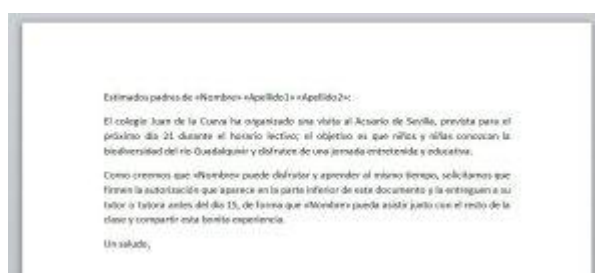 Estimados padres de «Nombre» «Apellido1» «Apellido2»:
El colegio Juan de la Cueva ha organizado una visita al Acuario de Sevilla, prevista para el
próximo día 21 durante el horario lectivo; el objetivo es que niños y niñas conozcan la
biodiversidad del río Guadalquivir y disfruten de una jornada entretenida y educativa.
Como creemos que «Nombre» puede disfrutar y aprender al mismo tiempo, solicitamos que
firmen la autorización que aparece en la parte inferior de este documento y la entreguen a su
tutor o tutora antes del día 15, de forma que «Nombre» pueda asistir junto con el resto de la
clase y compartir esta bonita experiencia.
Un saludo,